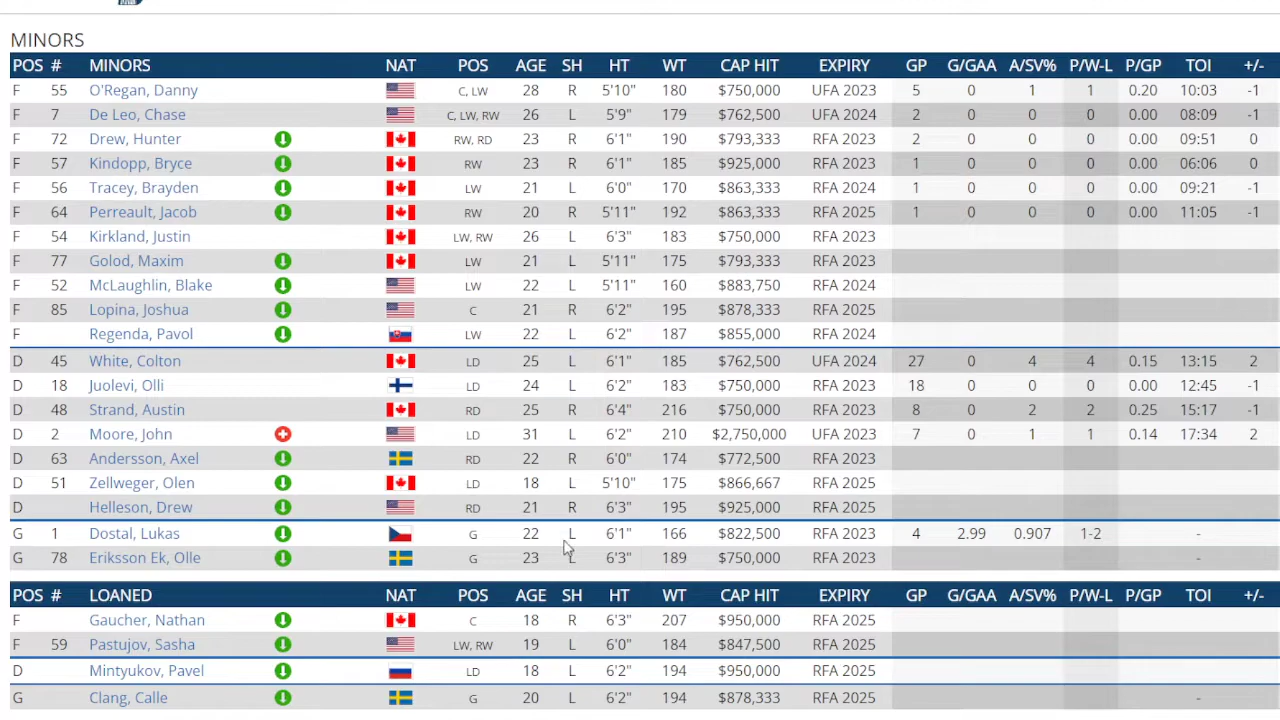 MINORS
POS # MINORS NAT POS AGE SH HT WT CAP HIT EXPIRY GP G/GAA A/SV% P/W-L P/GP TOI +/-
F 55 O'Regan, Danny C, LW 28 R 5'10" 180 $750,000 UFA 2023 5 0 1 1 0.20 10:03 -1
F 7 De Leo, Chase C, LW, RW 26 L 5'9" 179 $762,500 UFA 2024 2 0 0 0 0.00 08:09 -1
F 72 Drew, Hunter RW, RD 23 R 6'1" 190 $793,333 RFA 2023 2 0 0 0 0.00 09:51 0
F 57 Kindopp, Bryce RW 23 R 6'1" 185 $925,000 RFA 2023 1 0 0 0 0.00 06:06 0
F 56 Tracey, Brayden LW 21 L 6'0" 170 $863,333 RFA 2024 1 0 0 0 0.00 09:21 -1
F 64 Perreault, Jacob RW 20 R 5'11" 192 $863,333 RFA 2025 1 0 0 0 0.00 11:05 -1
F 54 Kirkland, Justin LW, RW 26 L 6'3" 183 $750,000 RFA 2023
F 77 Golod, Maxim LW 21 L 5'11" 175 $793,333 RFA 2023
F 52 McLaughlin, Blake LW 22 L 5'11" 160 $883,750 RFA 2024
F 85 Lopina, Joshua C 21 R 6'2" 195 $878,333 RFA 2025
F Regenda, Pavol LW 22 L 6'2" 187 $855,000 RFA 2024
D 45 White, Colton LD 25 L 6'1" 185 $762,500 UFA 2024 27 0 4 4 0.15 13:15 2
D 18 Juolevi, Olli LD 24 L 6'2" 183 $750,000 RFA 2023 18 0 0 0 0.00 12:45 -1
D 48 Strand, Austin RD 25 R 6'4" 216 $750,000 RFA 2023 8 0 2 2 0.25 15:17 -1
D 2 Moore, John LD 31 L 6'2" 210 $2,750,000 UFA 2023 7 0 1 1 0.14 17:34 2
D 63 Andersson, Axel RD 22 R 6'0" 174 $772,500 RFA 2023
D 51 Zellweger, Olen LD 18 L 5'10" 175 $866,667 RFA 2025
D Helleson, Drew RD 21 R 6'3" 195 $925,000 RFA 2025
G 1 Dostal, Lukas G 22 L 6'1" 166 $822,500 RFA 2023 4 2.99 0.907 1-2 -
G 78 Eriksson Ek, Olle G 23 L 6'3" 189 $750,000 RFA 2023 -
POS # LOANED NAT POS AGE SH HT WT CAP HIT EXPIRY GP G/GAA A/SV% P/W-L P/GP TOI +/-
F Gaucher, Nathan C 18 R 6'3" 207 $950,000 RFA 2025
F 59 Pastujov, Sasha LW, RW 19 L 6'0" 184 $847,500 RFA 2025
D Mintyukov, Pavel LD 18 L 6'2" 194 $950,000 RFA 2025
G Clang, Calle G 20 L 6'2" 194 $878,333 RFA 2025 -